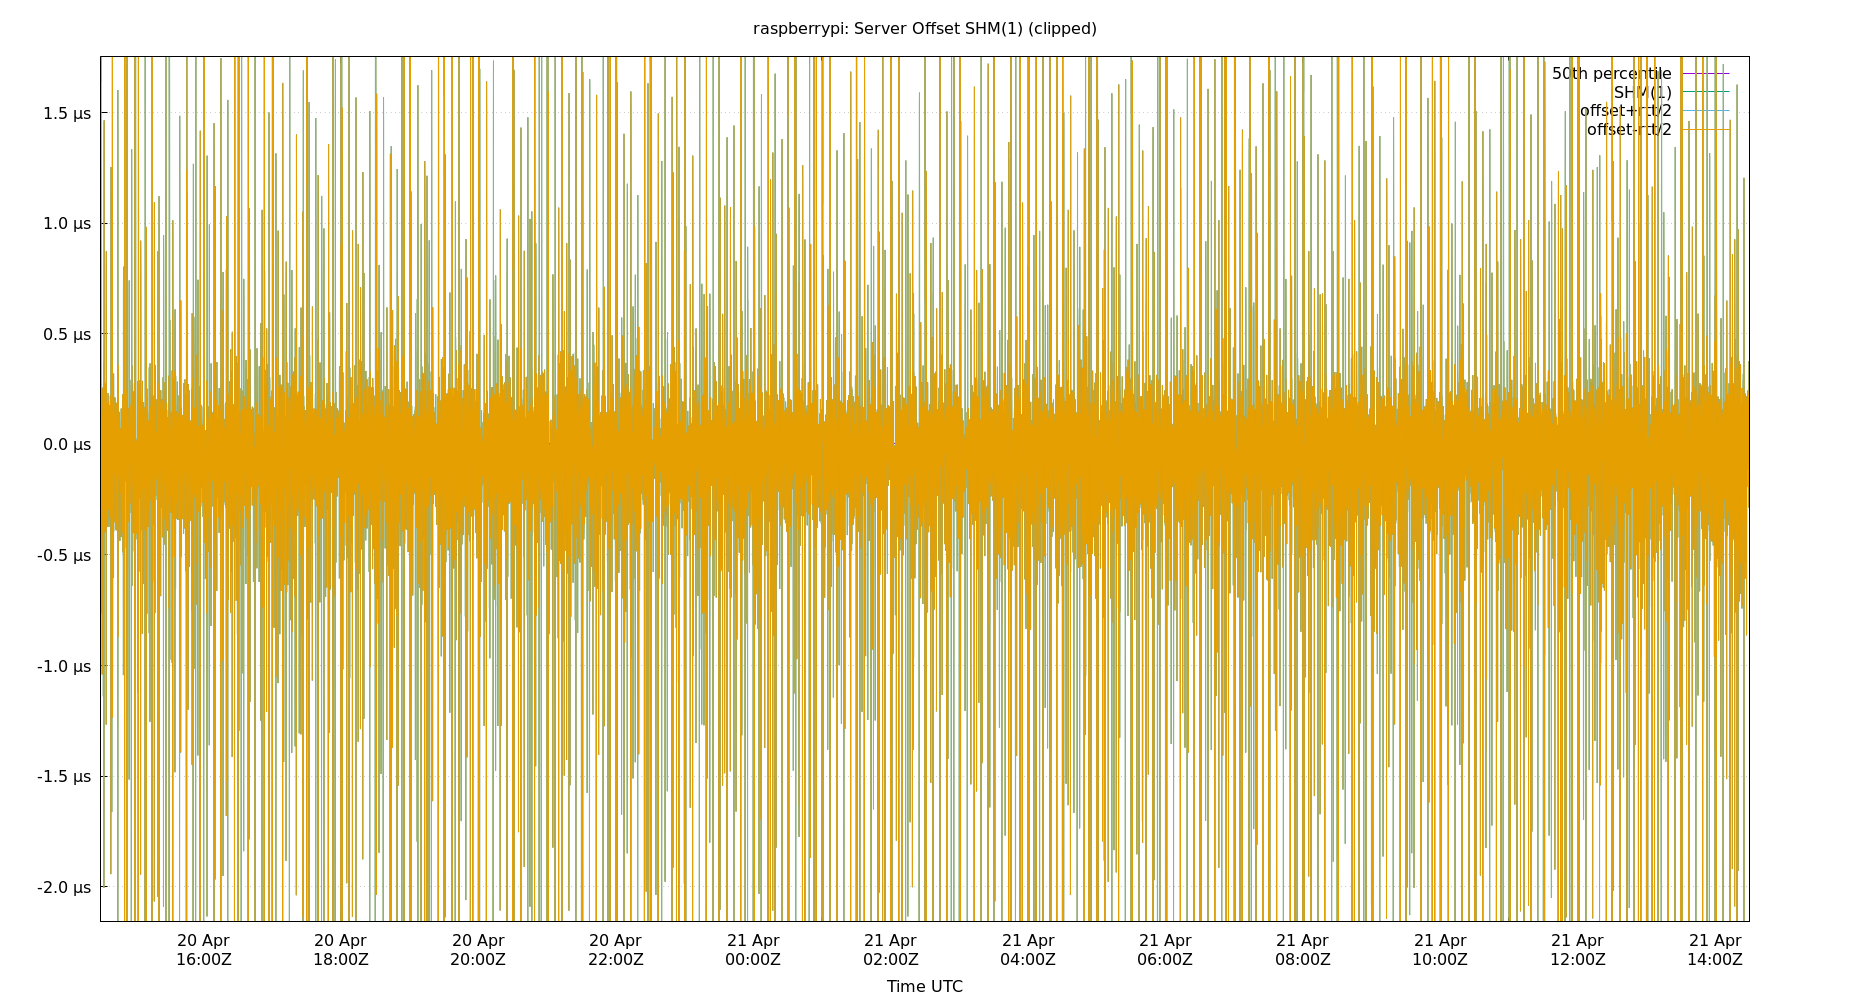 raspberrypi: Server Offset SHM(1) (clipped)
50th percentile
SHM(1)
offset+rtt/2
offset-rtt/2
1.5 µs
1.0 µs
0.5 µs
0.0 µs
-0.5 µs
-1.0 µs
-1.5 µs
-2.0 µs
20 Apr 20 Apr 20 Apr 20 Apr 21 Apr 21 Apr 21 Apr 21 Apr 21 Apr 21 Apr 21 Apr 21 Apr
16:00Z 18:00Z 20:00Z 22:00Z 00:00Z 02:00Z 04:00Z 06:00Z 08:00Z 10:00Z 12:00Z 14:00Z
Time UTC